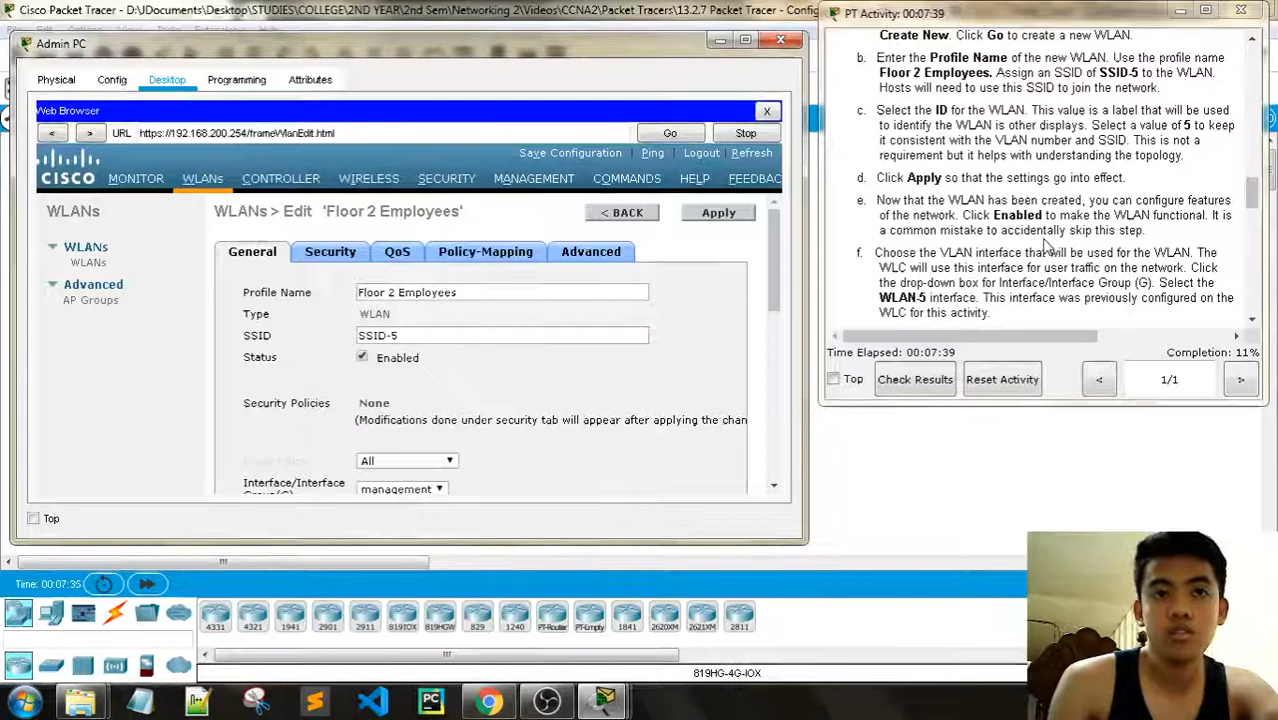 Cisco Packet Tracer - D:\JDocuments\Desktop\STUDIES\COLLEGE\2ND YEAR\2nd Sem\Networking 2\Videos\CCNA2\Packet Tracers\13.2.7 Packet Tracer - Config
PT Activity: 00:07:39
Admin PC
Physical
Config
Desktop
Programming
Attributes
Web Browser
X
<
>
URL
https://192.168.200.254/frameWlanEdit.html
Go
Stop
Save Configuration
Ping
Logout
Refresh
CISCO
MONITOR
WLANs
CONTROLLER
WIRELESS
SECURITY
MANAGEMENT
COMMANDS
HELP
FEEDBAC
WLANs
WLANs > Edit 'Floor 2 Employees'
< BACK
Apply
WLANs
WLANs
Advanced
AP Groups
General
Security
QoS
Policy-Mapping
Advanced
Profile Name
Floor 2 Employees
Type
WLAN
SSID
SSID-5
Status
Enabled
Security Policies
None
(Modifications done under security tab will appear after applying the chan
All
Interface/Interface
management
Top
Create New. Click Go to create a new WLAN.
b. Enter the Profile Name of the new WLAN. Use the profile name
Floor 2 Employees. Assign an SSID of SSID-5 to the WLAN.
Hosts will need to use this SSID to join the network.
c. Select the ID for the WLAN. This value is a label that will be used
to identify the WLAN is other displays. Select a value of 5 to keep
it consistent with the VLAN number and SSID. This is not a
requirement but it helps with understanding the topology.
d. Click Apply so that the settings go into effect.
e. Now that the WLAN has been created, you can configure features
of the network. Click Enabled to make the WLAN functional. It is
a common mistake to accidentally skip this step.
f. Choose the VLAN interface that will be used for the WLAN. The
WLC will use this interface for user traffic on the network. Click
the drop-down box for Interface/Interface Group (G). Select the
WLAN-5 interface. This interface was previously configured on the
WLC for this activity.
Time Elapsed: 00:07:39
Completion: 11%
Top
Check Results
Reset Activity
<
1/1
>
Time: 00:07:35
4331
4321
1941
2901
2911
819IOX
819HGW
829
1240
PT-Router
PT-Empty
1841
2620XM
2621XM
2811
819HG-4G-IOX
PC